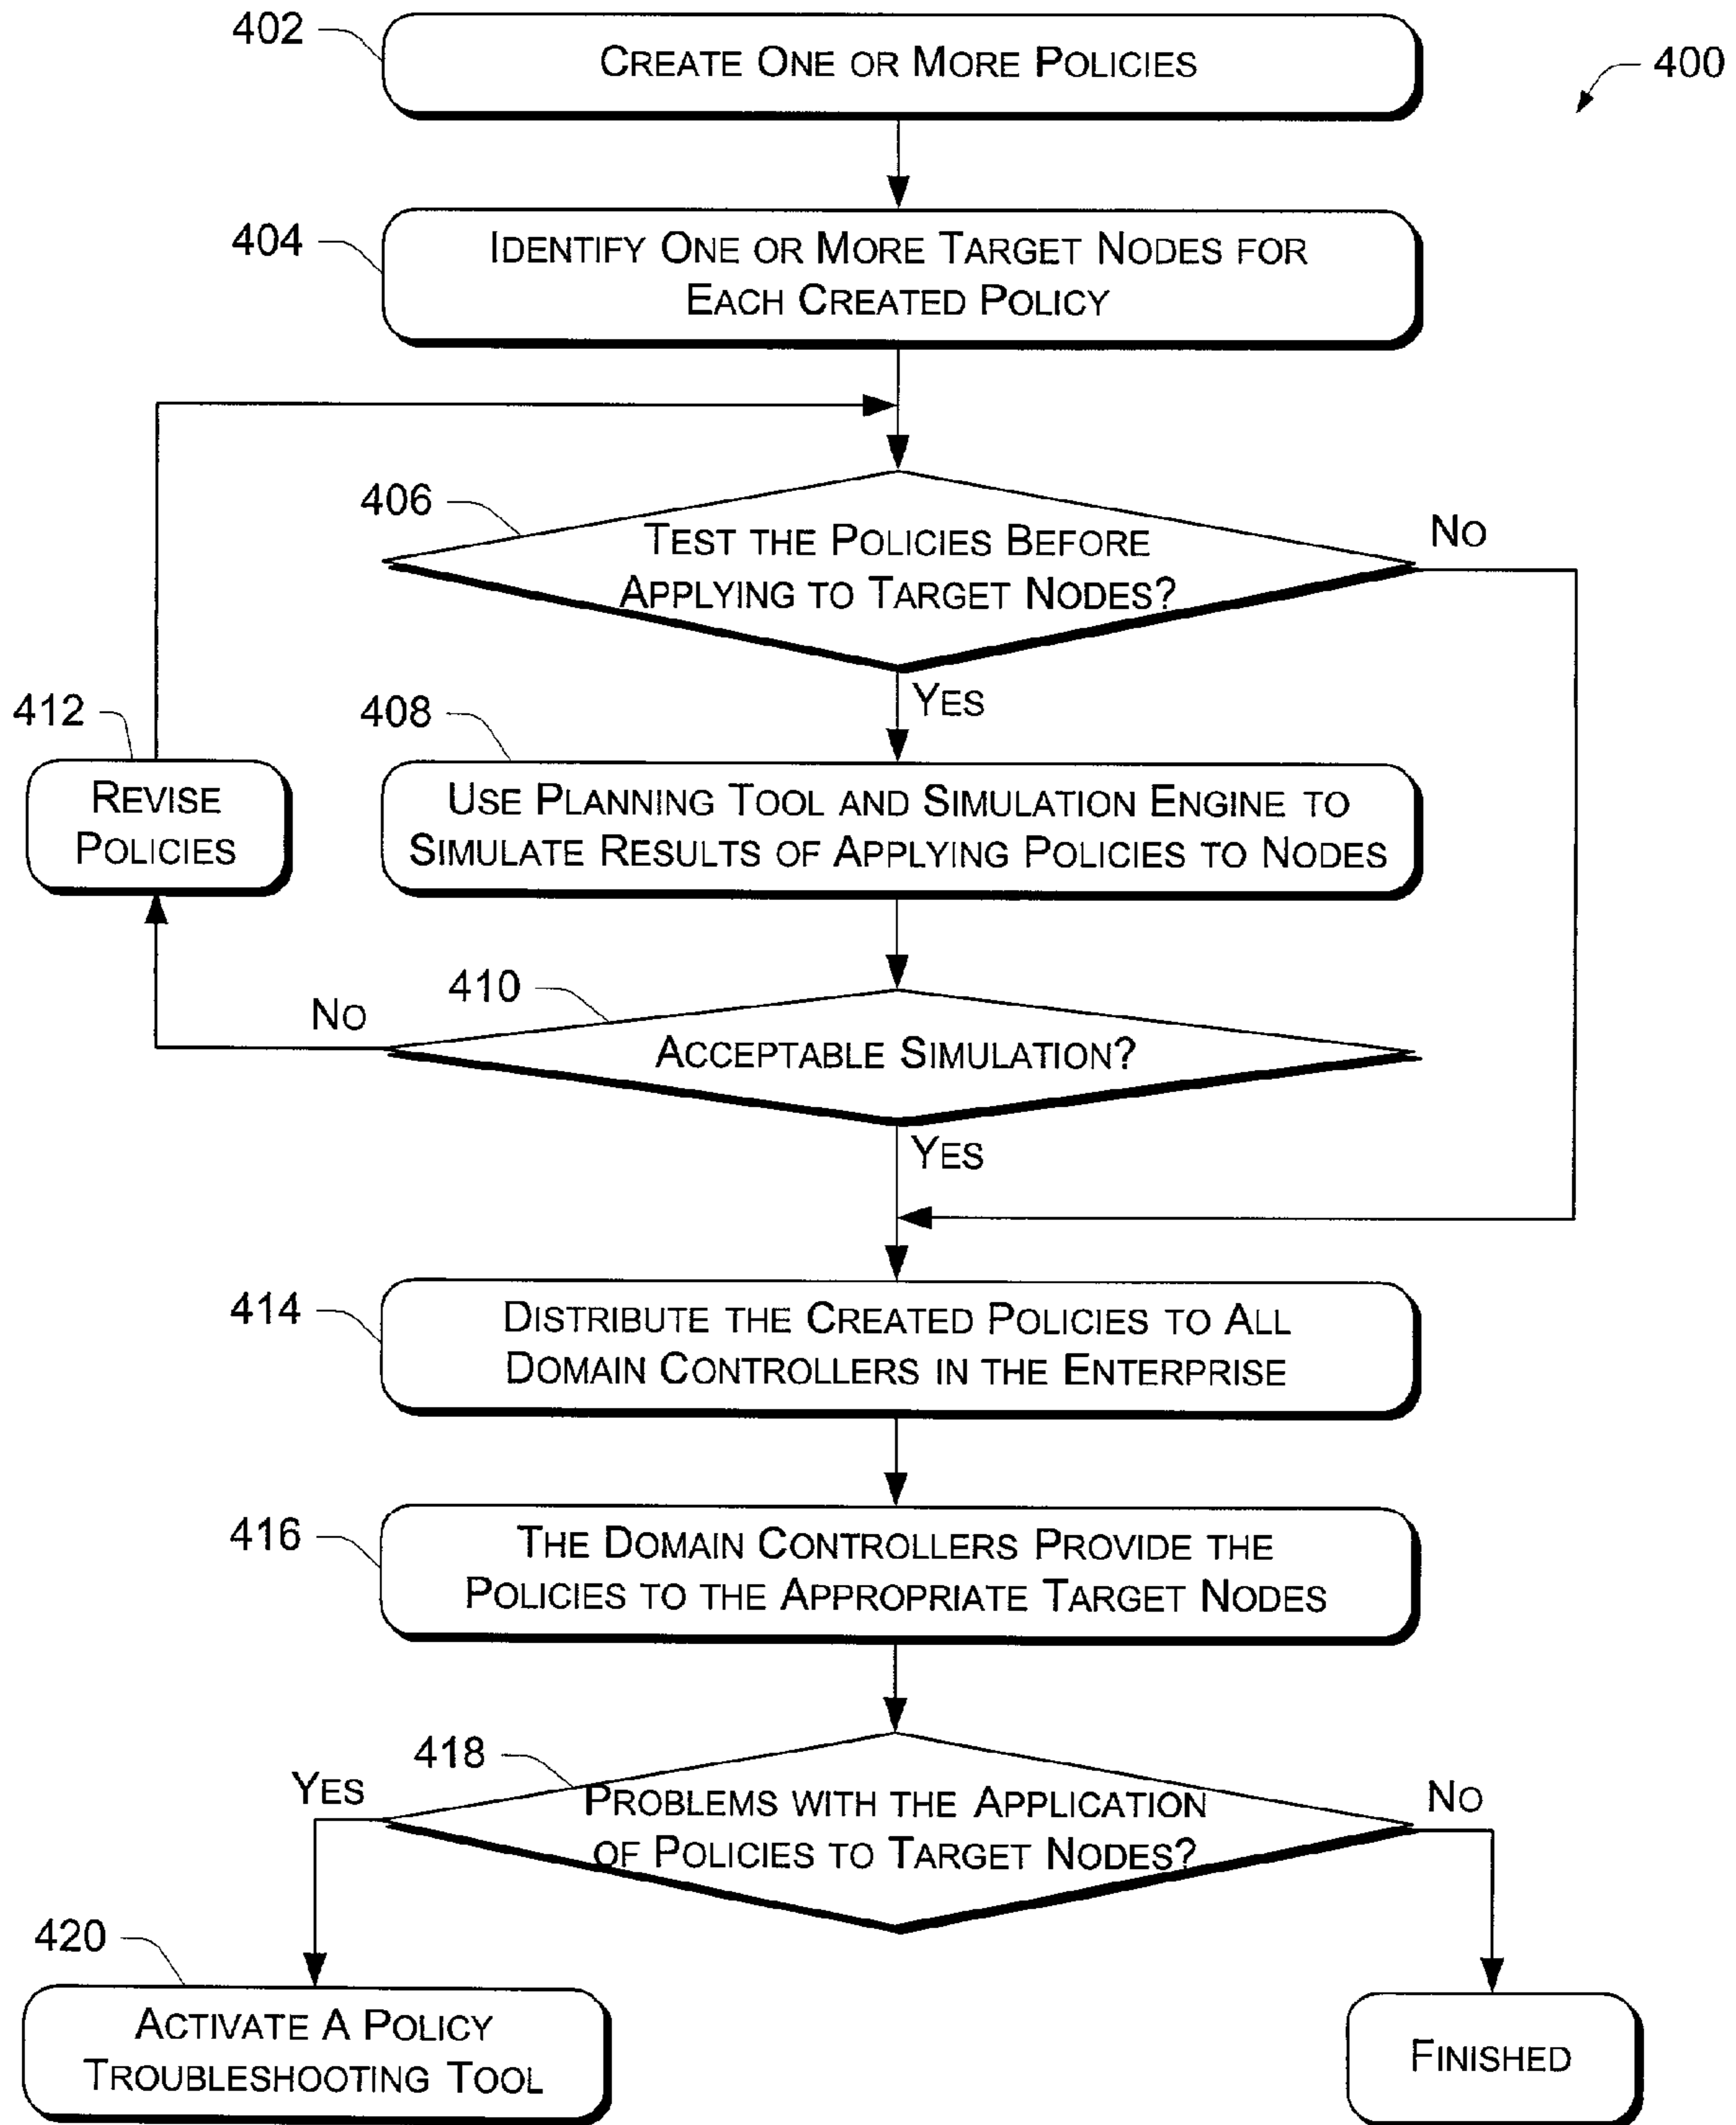 402
CREATE ONE OR MORE POLICIES
400
404
IDENTIFY ONE OR MORE TARGET NODES FOR
EACH CREATED POLICY
406
TEST THE POLICIES BEFORE
APPLYING TO TARGET NODES?
NO
YES
412
REVISE
POLICIES
408
USE PLANNING TOOL AND SIMULATION ENGINE TO
SIMULATE RESULTS OF APPLYING POLICIES TO NODES
410
NO
ACCEPTABLE SIMULATION?
YES
414
DISTRIBUTE THE CREATED POLICIES TO ALL
DOMAIN CONTROLLERS IN THE ENTERPRISE
416
THE DOMAIN CONTROLLERS PROVIDE THE
POLICIES TO THE APPROPRIATE TARGET NODES
418
YES
PROBLEMS WITH THE APPLICATION
OF POLICIES TO TARGET NODES?
NO
420
ACTIVATE A POLICY
TROUBLESHOOTING TOOL
FINISHED